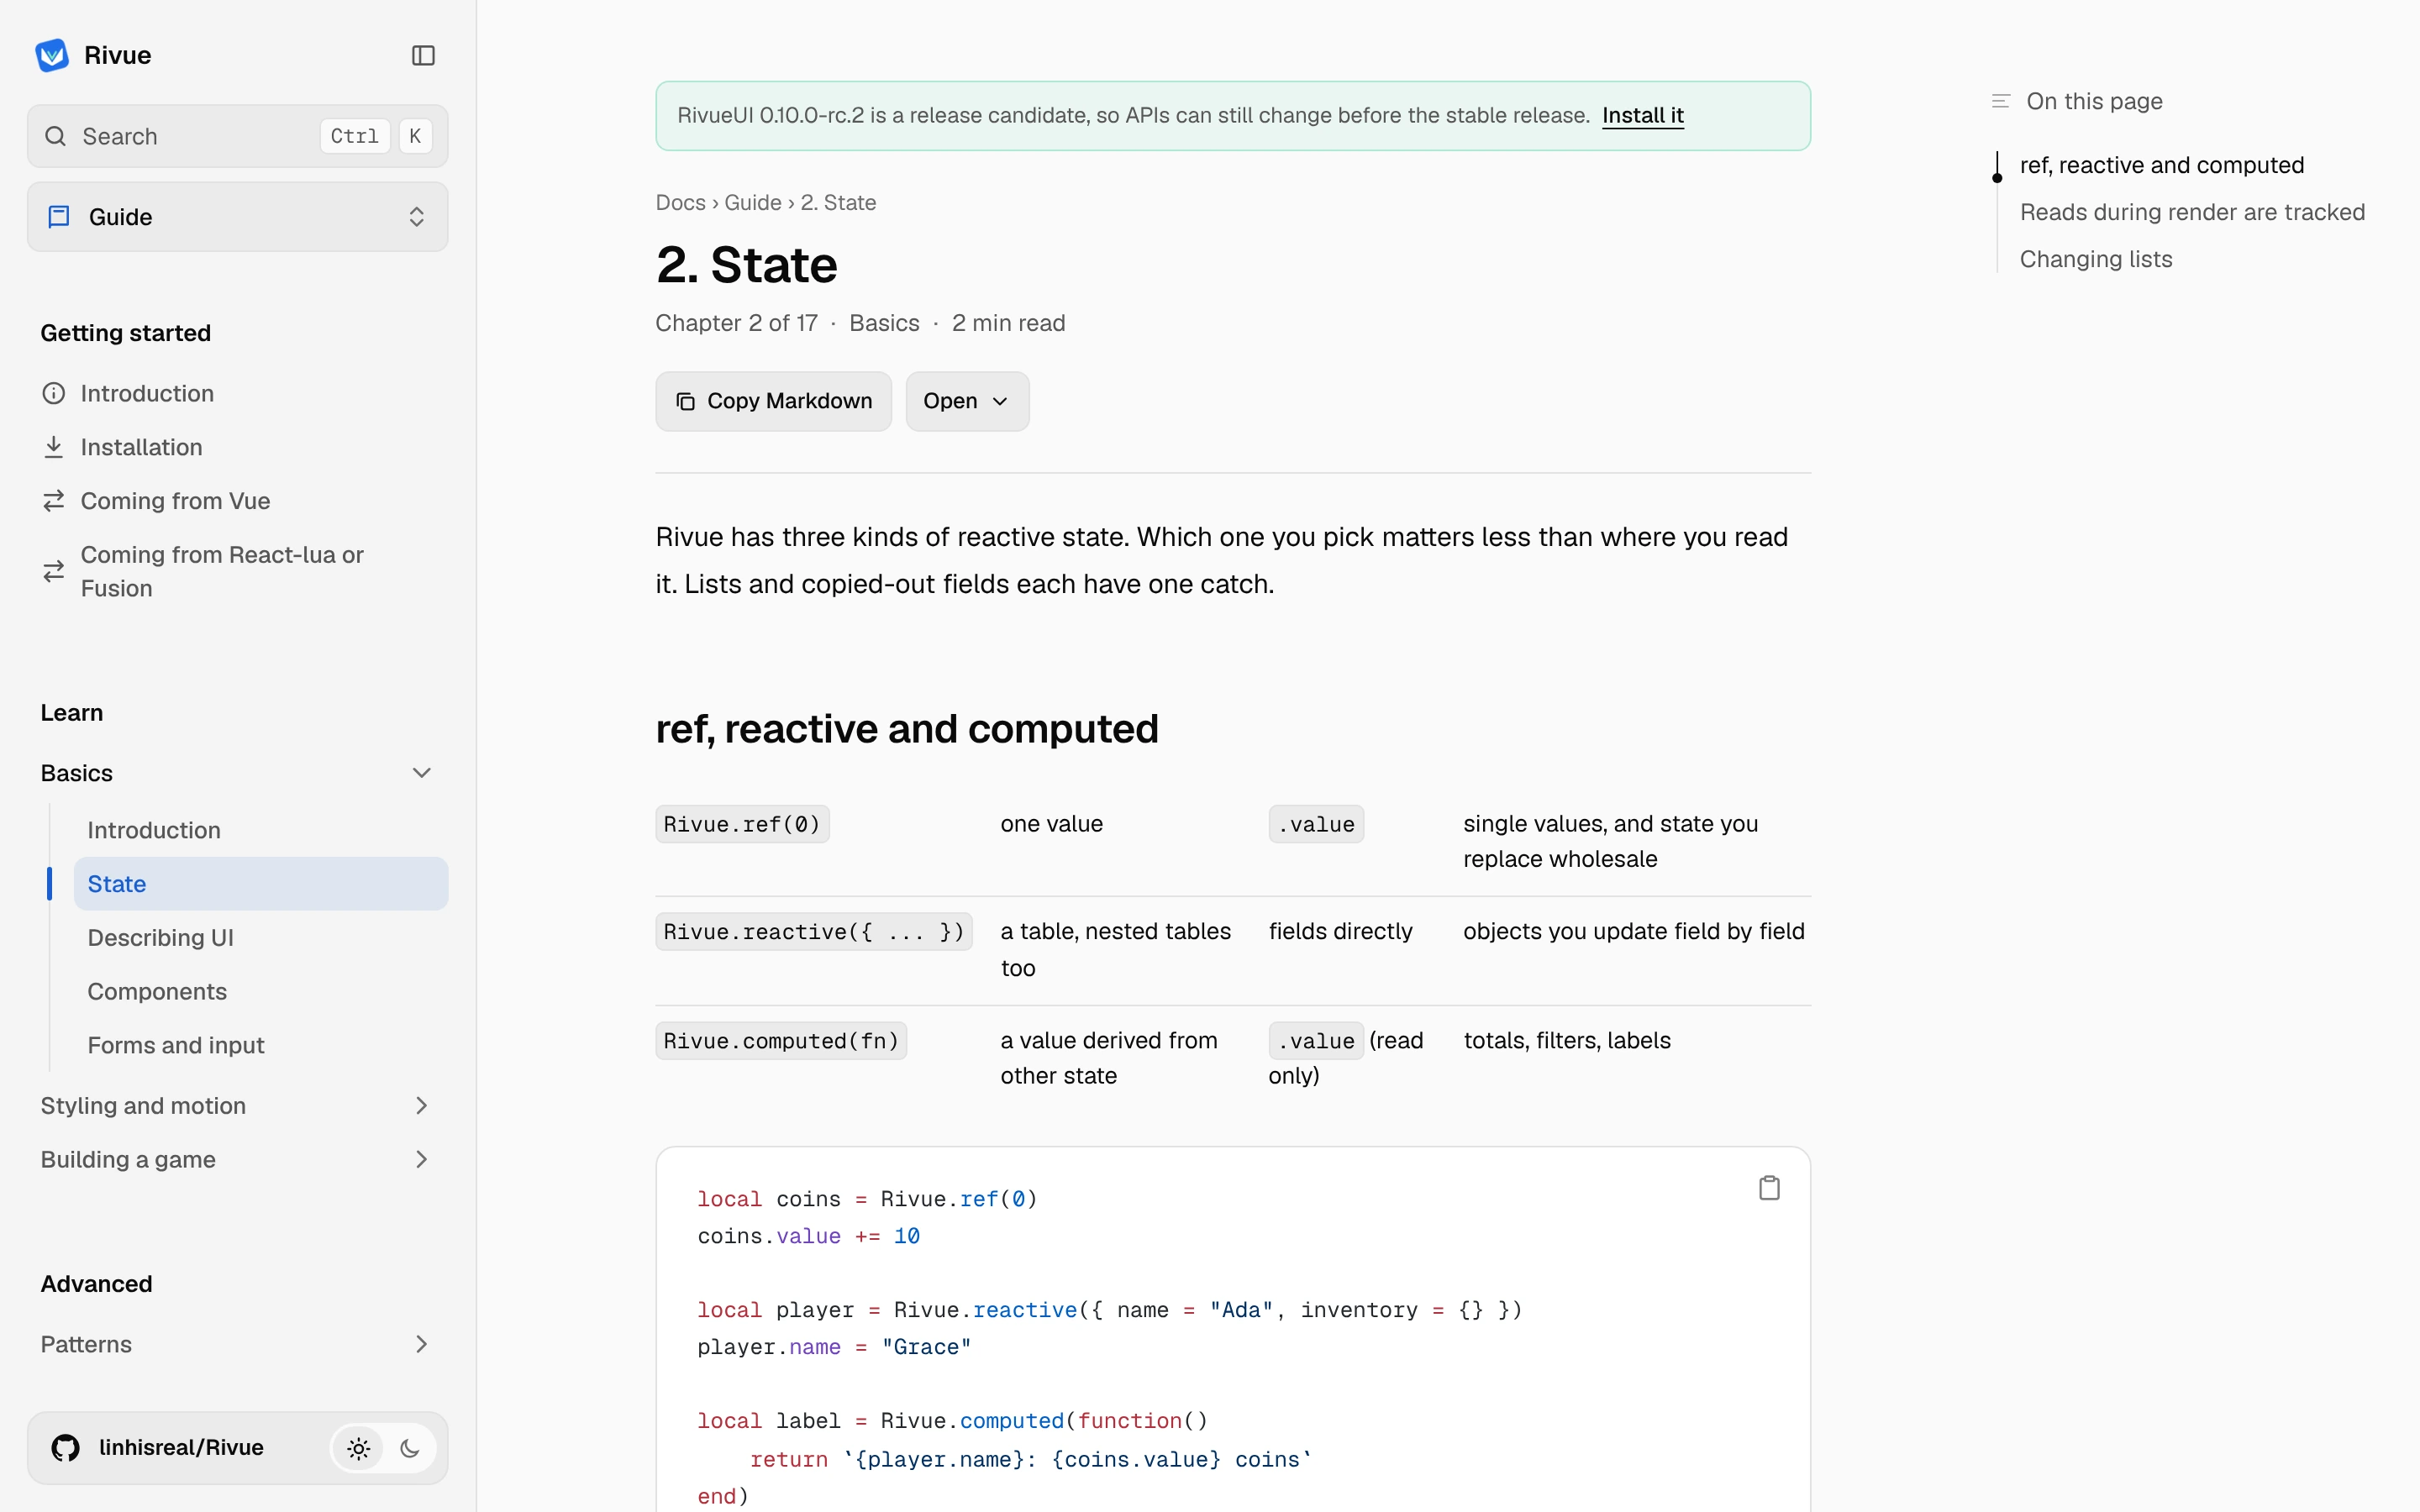 Rivue
Search Ctrl K
Guide
Getting started
Introduction
Installation
Coming from Vue
Coming from React-lua or
Fusion
Learn
Basics
Introduction
State
Describing UI
Components
Forms and input
Styling and motion
Building a game
Advanced
Patterns
linhisreal/Rivue
RivueUI 0.10.0-rc.2 is a release candidate, so APIs can still change before the stable release. Install it
Docs › Guide › 2. State
2. State
Chapter 2 of 17 · Basics · 2 min read
Copy Markdown Open
Rivue has three kinds of reactive state. Which one you pick matters less than where you read
it. Lists and copied-out fields each have one catch.
ref, reactive and computed
Rivue.ref(0) one value .value single values, and state you
replace wholesale
Rivue.reactive({ ... }) a table, nested tables fields directly objects you update field by field
too
Rivue.computed(fn) a value derived from .value (read totals, filters, labels
other state only)
local coins = Rivue.ref(0)
coins.value += 10
local player = Rivue.reactive({ name = "Ada", inventory = {} })
player.name = "Grace"
local label = Rivue.computed(function()
    return `{player.name}: {coins.value} coins`
end)
On this page
ref, reactive and computed
Reads during render are tracked
Changing lists